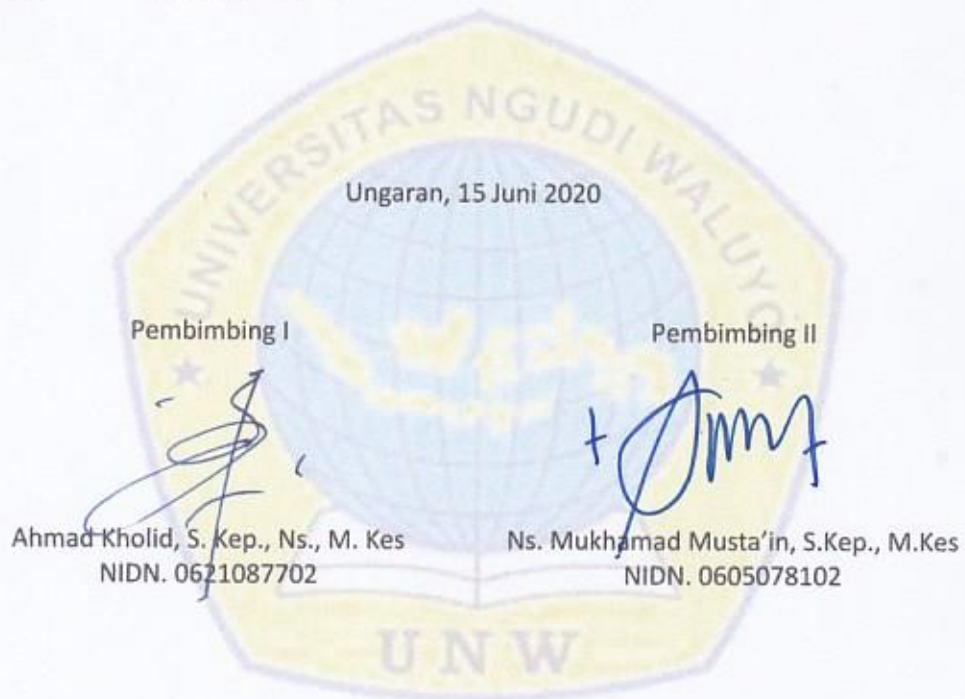 UNIVERSITAS NGUDI WALUYO
Ungaran, 15 Juni 2020
Pembimbing I
Pembimbing II
Ahmad Kholid, S. Kep., Ns., M. Kes
NIDN. 0621087702
Ns. Mukhamad Musta'in, S.Kep., M.Kes
NIDN. 0605078102
UNW